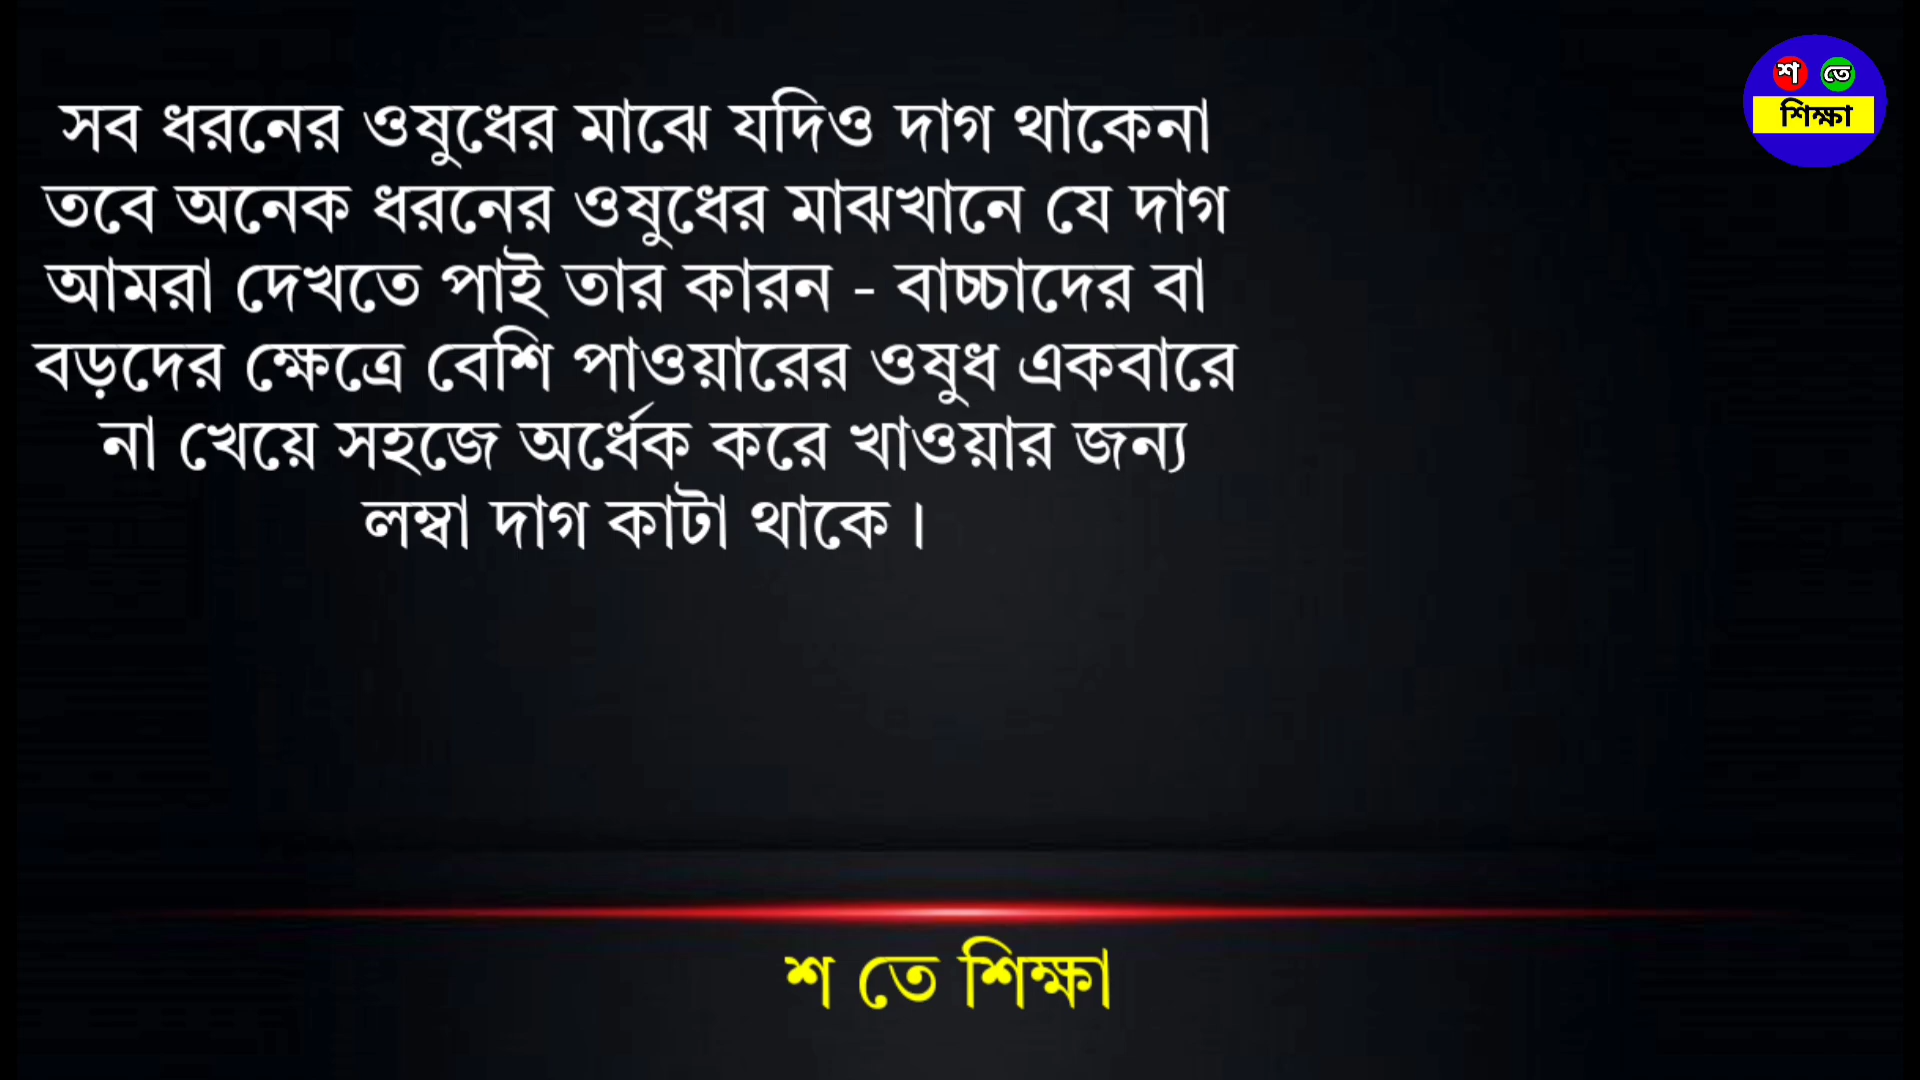 শ তে
শিক্ষা
সব ধরনের ওষুধের মাঝে যদিও দাগ থাকেনা
তবে অনেক ধরনের ওষুধের মাঝখানে যে দাগ
আমরা দেখতে পাই তার কারন - বাচ্চাদের বা
বড়দের ক্ষেত্রে বেশি পাওয়ারের ওষুধ একবারে
না খেয়ে সহজে অর্ধেক করে খাওয়ার জন্য
লম্বা দাগ কাটা থাকে।
শ তে শিক্ষা